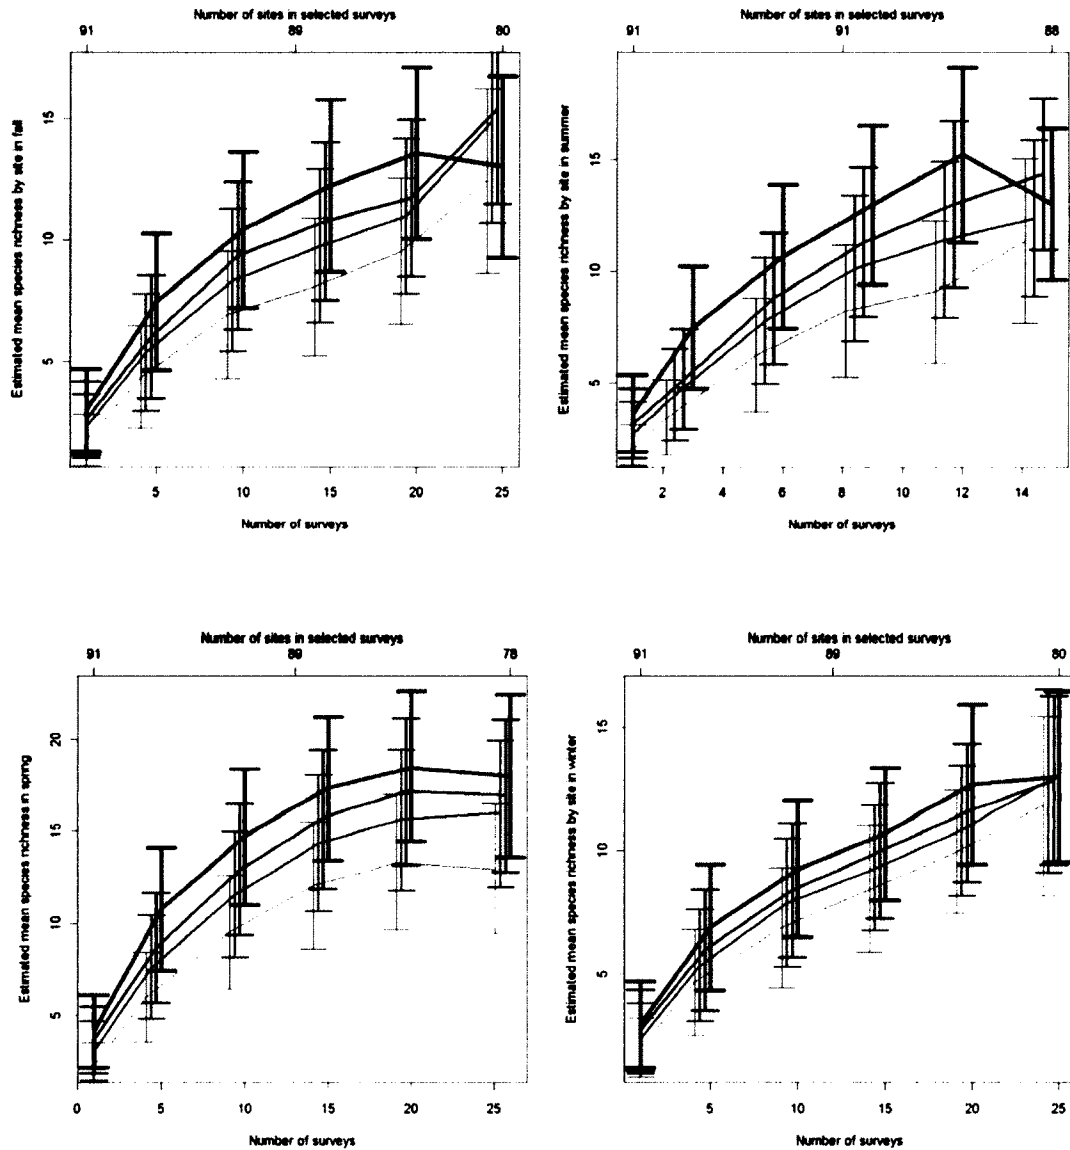 Number of sites in selected surveys
91 89 80
Estimated mean species richness by site in fall
15
10
5
5 10 15 20 25
Number of surveys
Number of sites in selected surveys
91 91 88
Estimated mean species richness by site in summer
15
10
5
2 4 6 8 10 12 14
Number of surveys
Number of sites in selected surveys
91 89 78
Estimated mean species richness in spring
20
15
10
5
0 5 10 15 20 25
Number of surveys
Number of sites in selected surveys
91 89 80
Estimated mean species richness by site in winter
15
10
5
5 10 15 20 25
Number of surveys